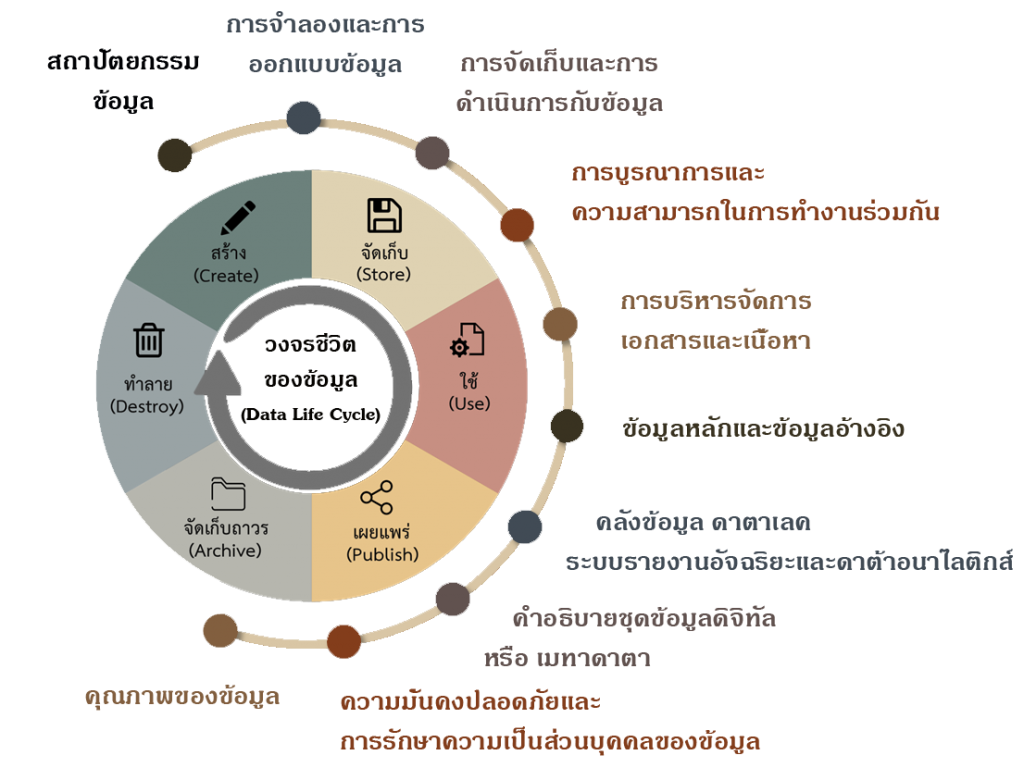 สถาปัตยกรรม
ข้อมูล
การจำลองและการ
ออกแบบข้อมูล
การจัดเก็บและการ
ดำเนินการกับข้อมูล
การบูรณาการและ
ความสามารถในการทำงานร่วมกัน
การบริหารจัดการ
เอกสารและเนื้อหา
ข้อมูลหลักและข้อมูลอ้างอิง
คลังข้อมูล ดาตาเลค
ระบบรายงานอัจฉริยะและดาต้าอนาไลติกส์
คำอธิบายชุดข้อมูลดิจิทัล
หรือ เมทาดาตา
ความมั่นคงปลอดภัยและ
การรักษาความเป็นส่วนบุคคลของข้อมูล
คุณภาพของข้อมูล
สร้าง
(Create)
จัดเก็บ
(Store)
ใช้
(Use)
เผยแพร่
(Publish)
จัดเก็บถาวร
(Archive)
ทำลาย
(Destroy)
วงจรชีวิต
ของข้อมูล
(Data Life Cycle)